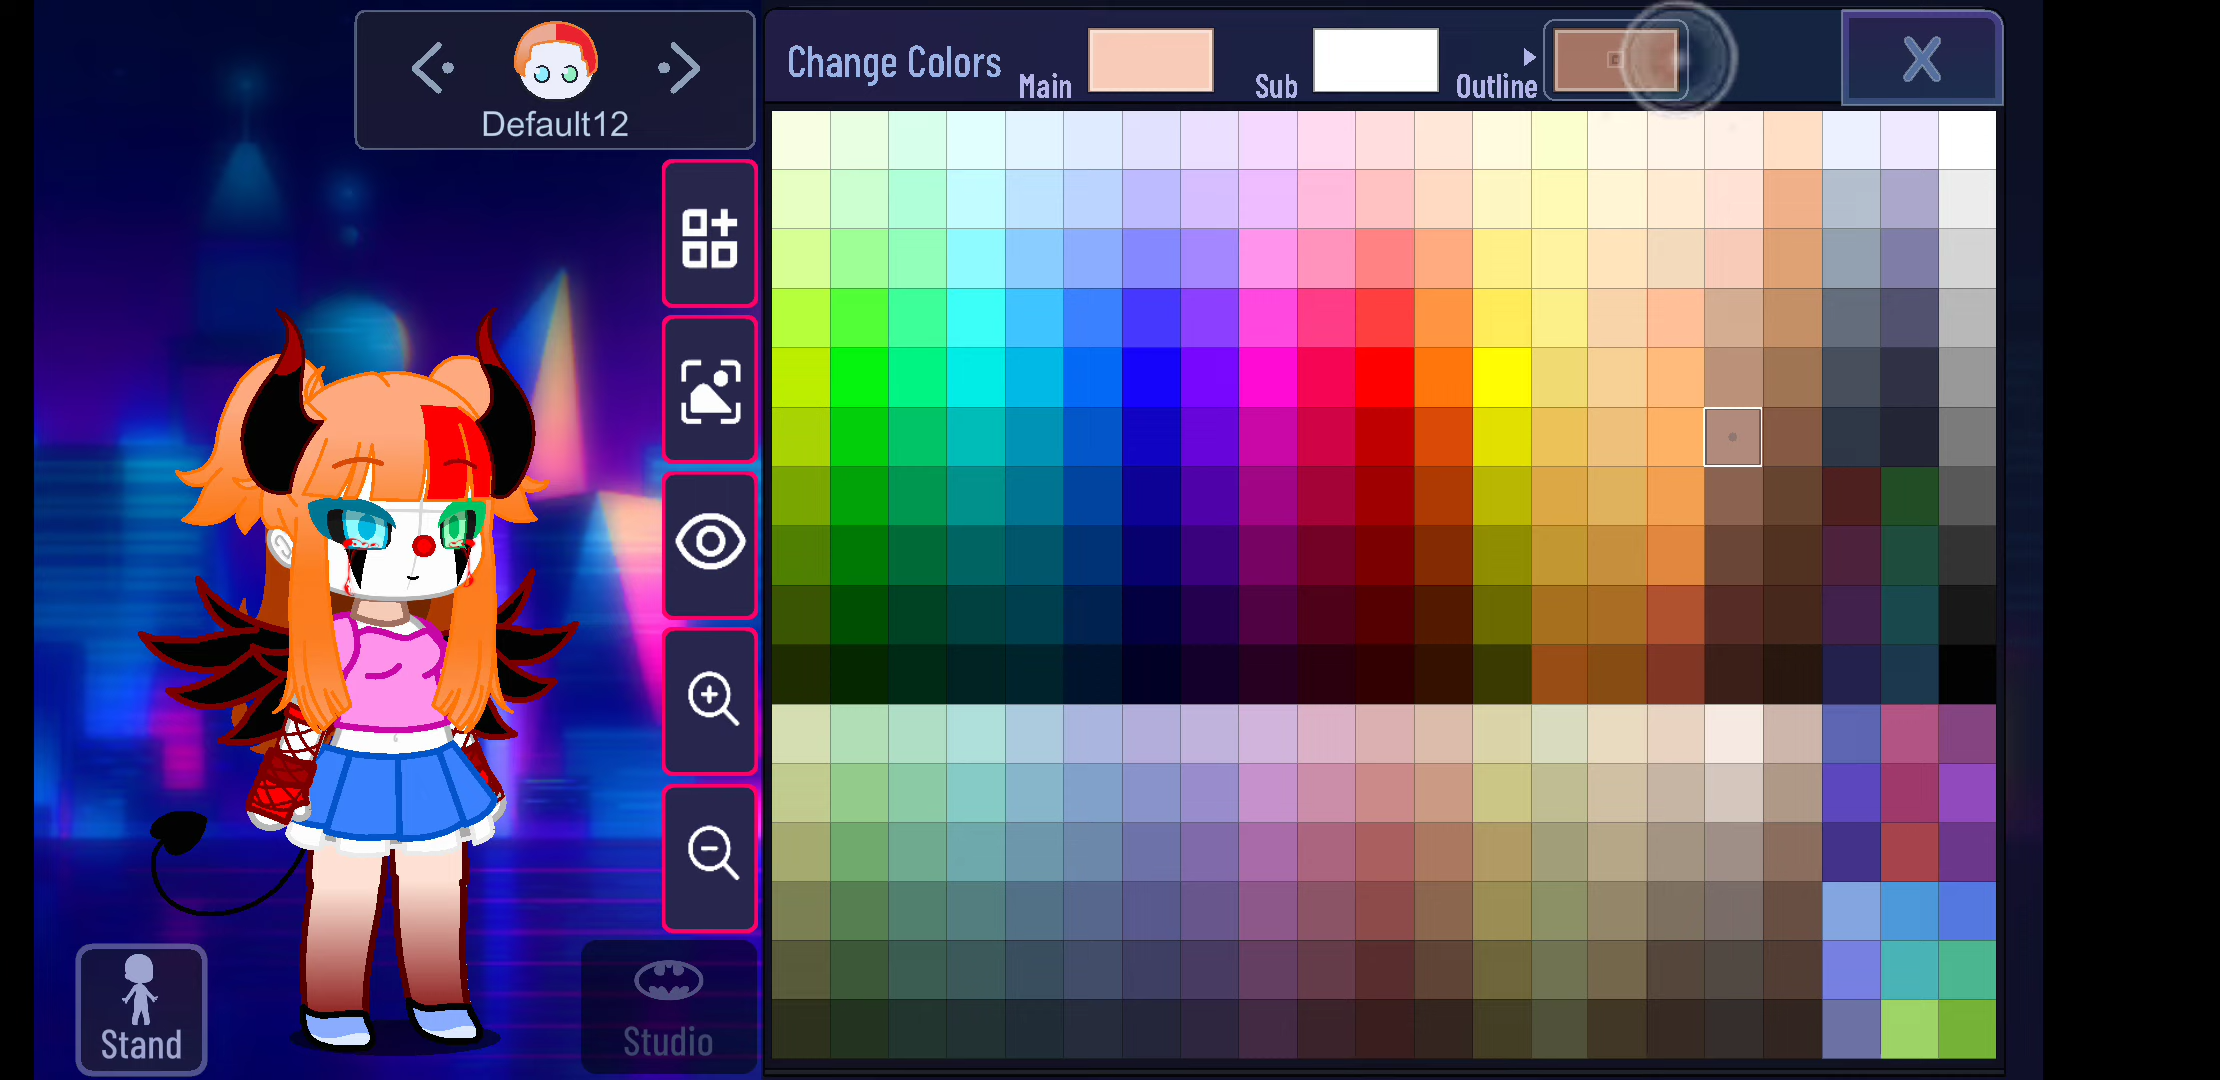 Default12
Change Colors
Main
Sub
Outline
X
Stand
Studio